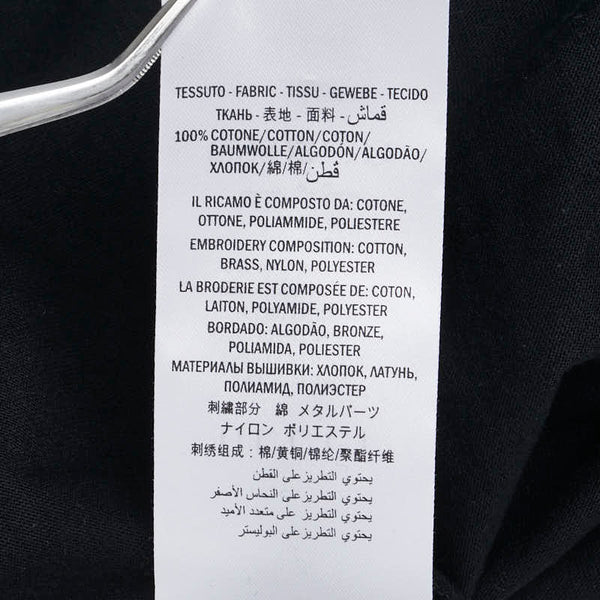 TESSUTO - FABRIC - TISSU - GEWEBE - TECIDO
ТКАНЬ - 表地 - 面料 - قماش
100% COTONE/COTTON/COTON/
BAUMWOLLE/ALGODÓN/ALGODÃO/
ХЛОПОК/綿/棉/قطن
IL RICAMO È COMPOSTO DA: COTONE,
OTTONE, POLIAMMIDE, POLIESTERE
EMBROIDERY COMPOSITION: COTTON,
BRASS, NYLON, POLYESTER
LA BRODERIE EST COMPOSÉE DE: COTON,
LAITON, POLYAMIDE, POLYESTER
BORDADO: ALGODÃO, BRONZE,
POLIAMIDA, POLIESTER
МАТЕРИАЛЫ ВЫШИВКИ: ХЛОПОК, ЛАТУНЬ,
ПОЛИАМИД, ПОЛИЭСТЕР
刺繍部分 綿 メタルパーツ
ナイロン ポリエステル
刺绣组成：棉/黄铜/锦纶/聚酯纤维
يحتوي التطريز على القطن
يحتوي التطريز على النحاس الأصفر
يحتوي التطريز على متعدد الأميد
يحتوي التطريز على البوليستر